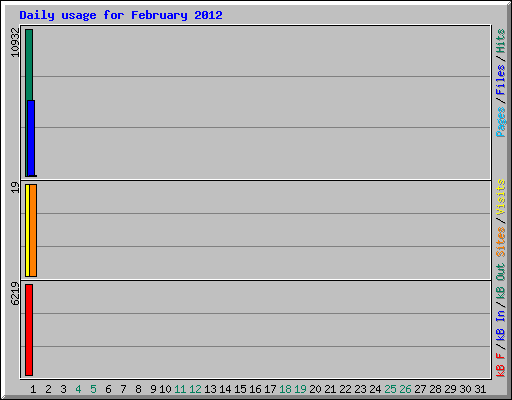 Daily usage for February 2012
10932
19
6219
Pages/Files/Hits
Sites/Visits
kB F/kB In/kB Out
1 2 3 4 5 6 7 8 9 10 11 12 13 14 15 16 17 18 19 20 21 22 23 24 25 26 27 28 29 30 31